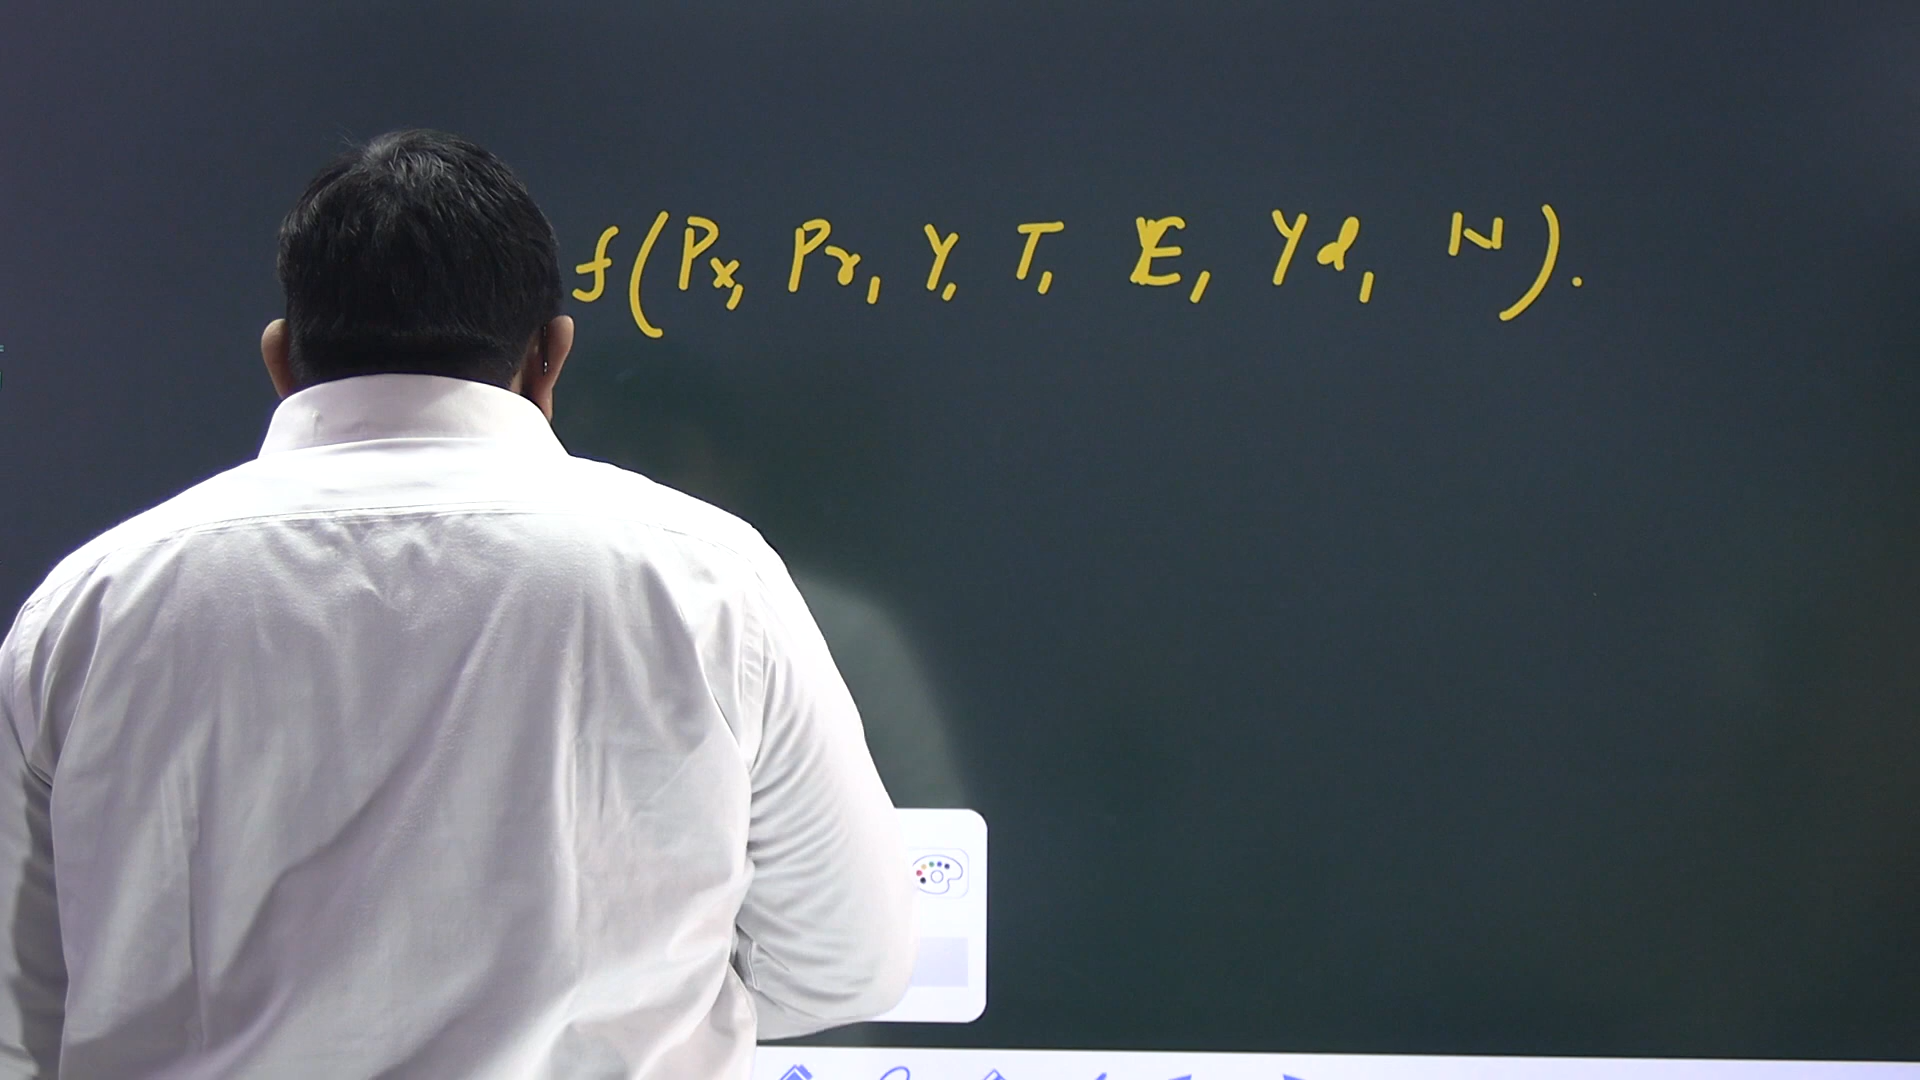 f(Px, Pr, Y, T, E, Yd, N).